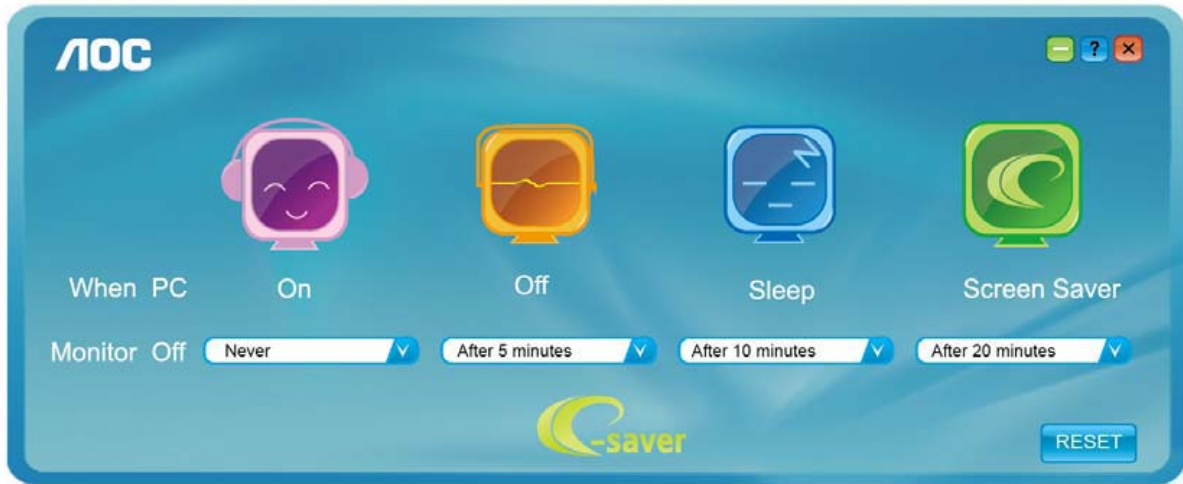 AOC
?
When PC On Off Sleep Screen Saver
Monitor Off Never After 5 minutes After 10 minutes After 20 minutes
e-saver
RESET